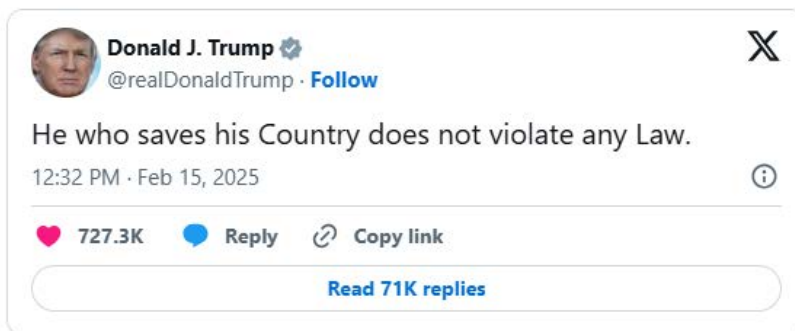 Donald J. Trump
@realDonaldTrump · Follow
He who saves his Country does not violate any Law.
12:32 PM · Feb 15, 2025
727.3K Reply Copy link
Read 71K replies